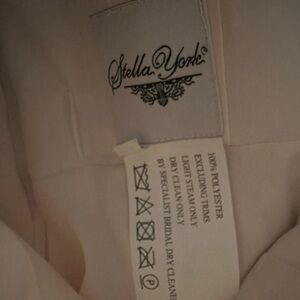 Stella York
100% POLYESTER
EXCLUDING TRIMS
LIGHT STEAM ONLY
DRY CLEAN ONLY
BY SPECIALIST BRIDAL DRY CLEANER
P